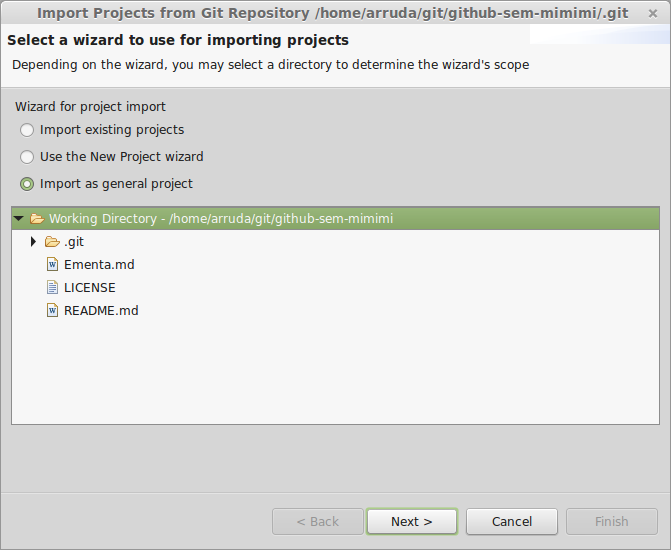 Import Projects from Git Repository /home/arruda/git/github-sem-mimimi/.git
Select a wizard to use for importing projects
Depending on the wizard, you may select a directory to determine the wizard's scope
Wizard for project import
Import existing projects
Use the New Project wizard
Import as general project
Working Directory - /home/arruda/git/github-sem-mimimi
.git
Ementa.md
LICENSE
README.md
< Back Next > Cancel Finish